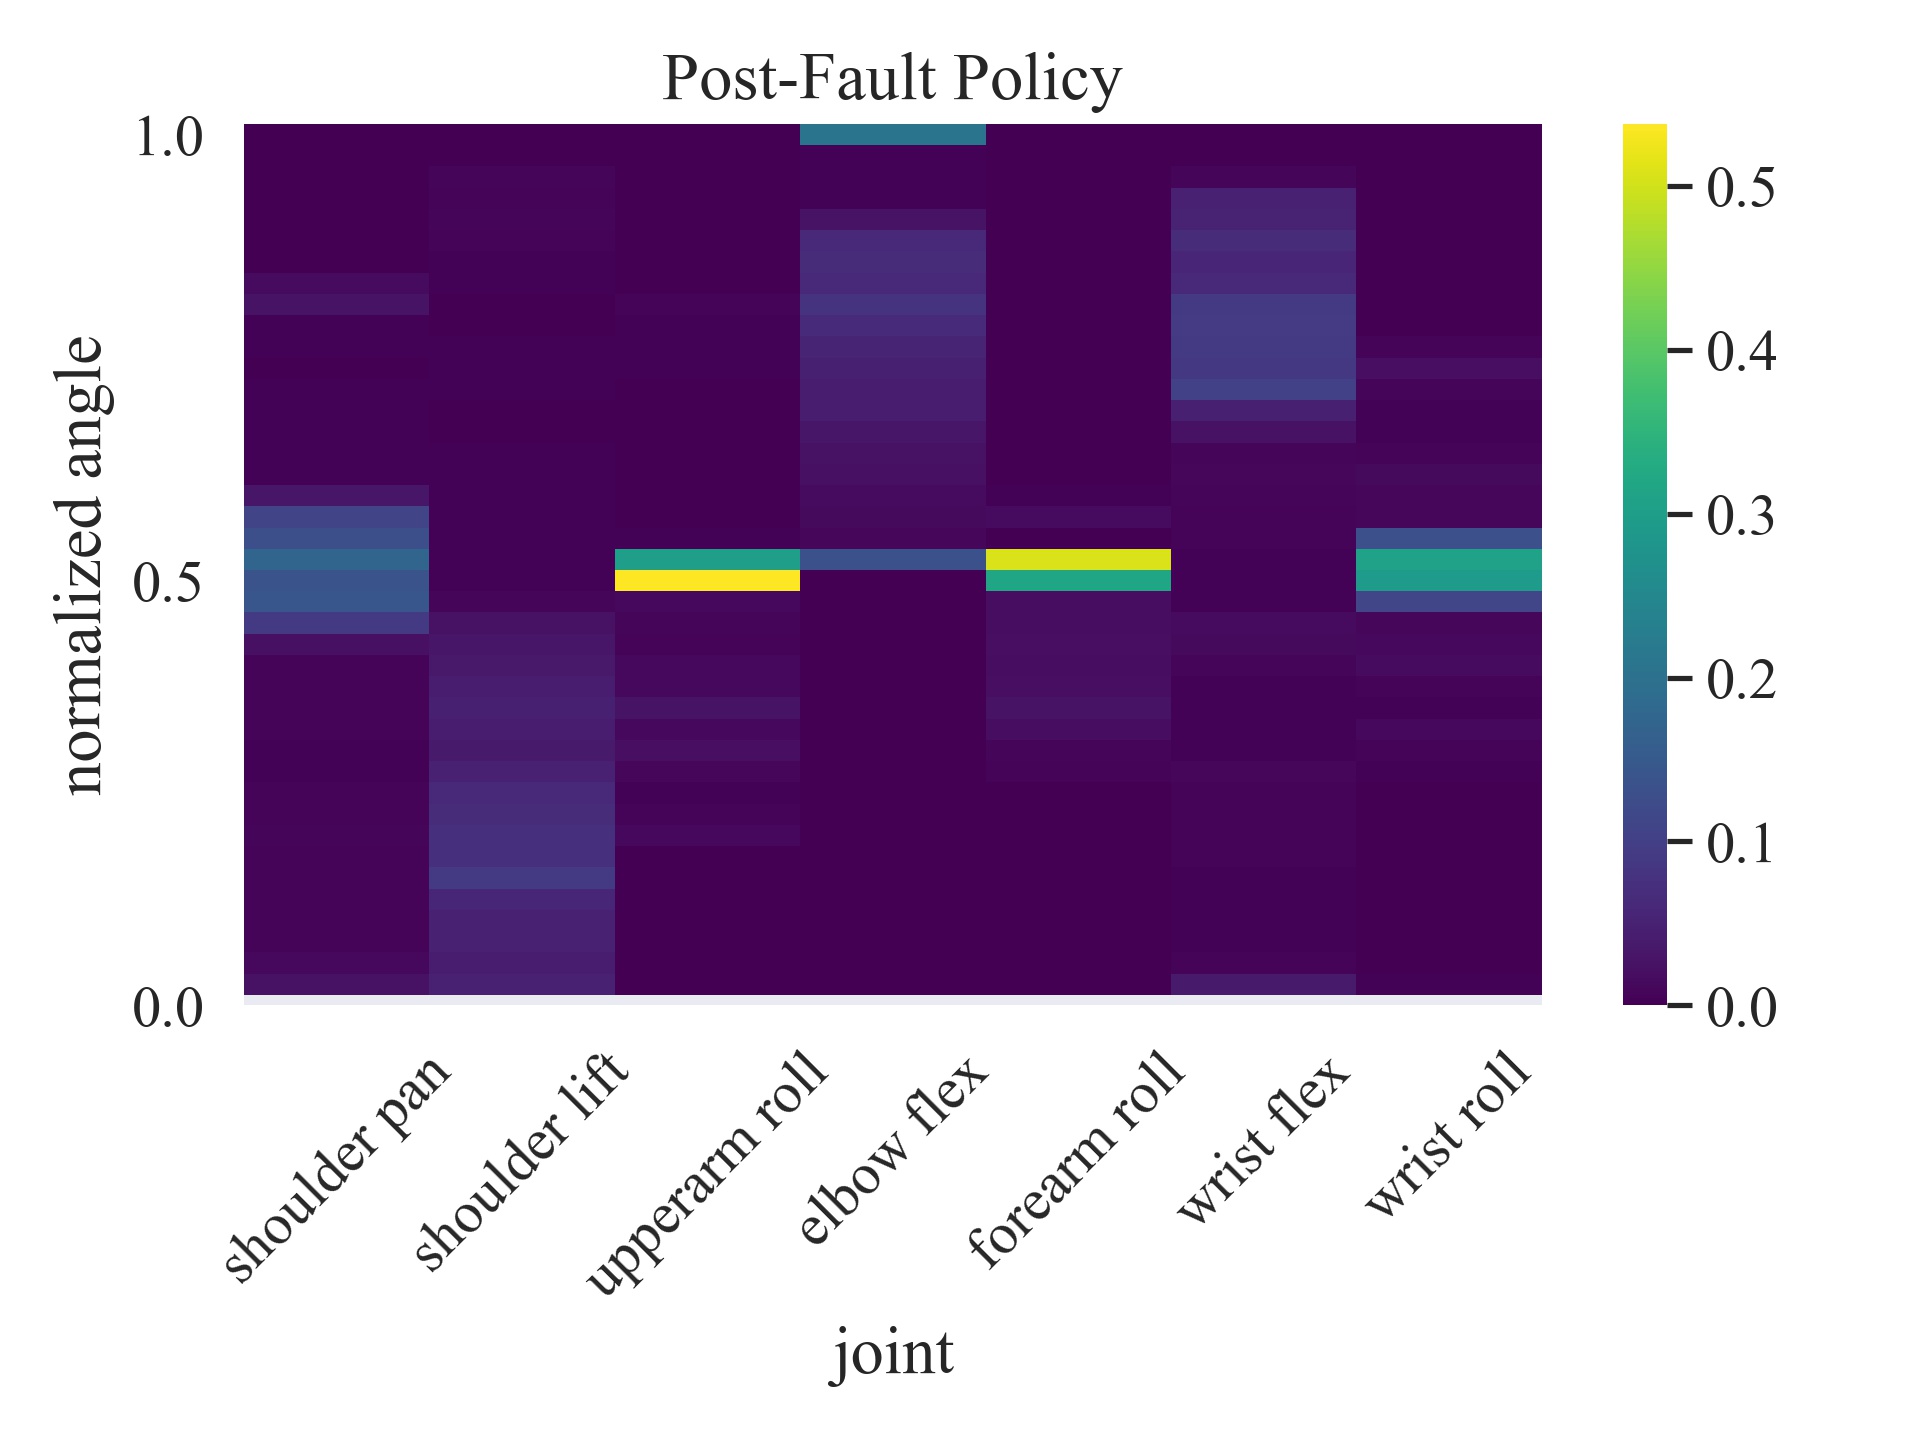 Post-Fault Policy
normalized angle
1.0
0.5
0.0
0.5
0.4
0.3
0.2
0.1
0.0
shoulder pan
shoulder lift
upperarm roll
elbow flex
forearm roll
wrist flex
wrist roll
joint